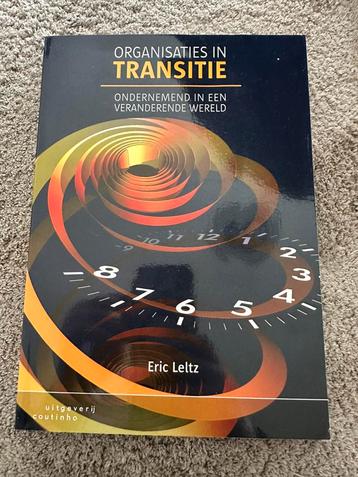 ORGANISATIES IN
TRANSITIE
ONDERNEMEND IN EEN
VERANDERENDE WERELD
9 10 11 12 1
2
3
4
5
6
7
8
Eric Leltz
uitgeverij
coutinho